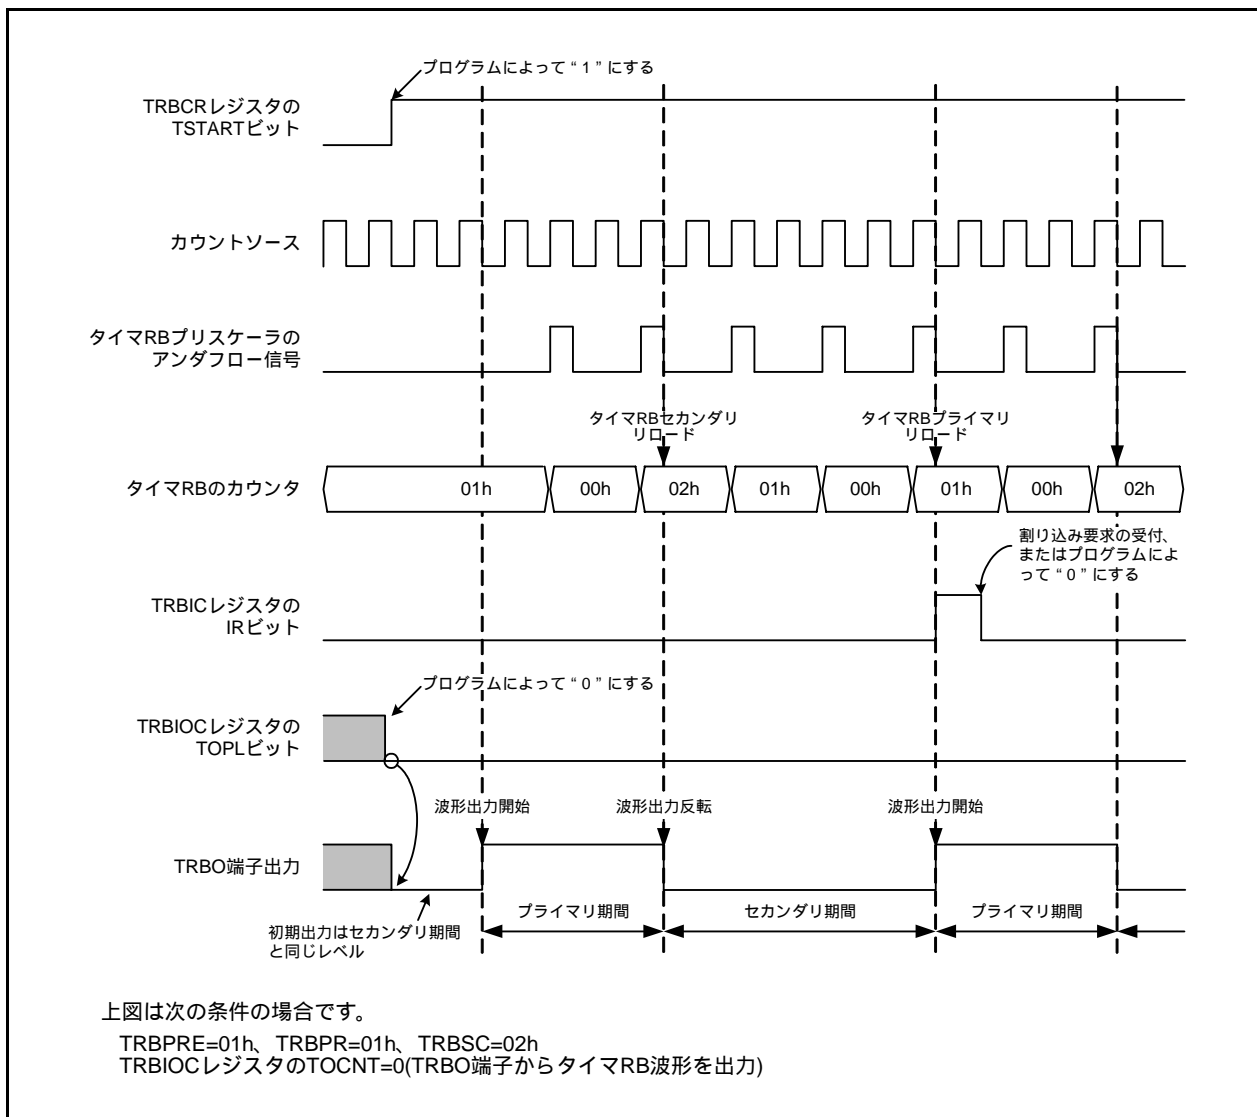 プログラムによって“1”にする
TRBCRレジスタの
TSTARTビット
カウントソース
タイマRBプリスケーラの
アンダフロー信号
タイマRBセカンダリ
リロード
タイマRBプライマリ
リロード
タイマRBのカウンタ
01h
00h
02h
01h
00h
01h
00h
02h
割り込み要求の受付、
またはプログラムによ
って“0”にする
TRBICレジスタの
IRビット
プログラムによって“0”にする
TRBIOCレジスタの
TOPLビット
波形出力開始
波形出力反転
波形出力開始
TRBO端子出力
プライマリ期間
セカンダリ期間
プライマリ期間
初期出力はセカンダリ期間
と同じレベル
上図は次の条件の場合です。
TRBPRE=01h、TRBPR=01h、TRBSC=02h
TRBIOCレジスタのTOCNT=0(TRBO端子からタイマRB波形を出力)